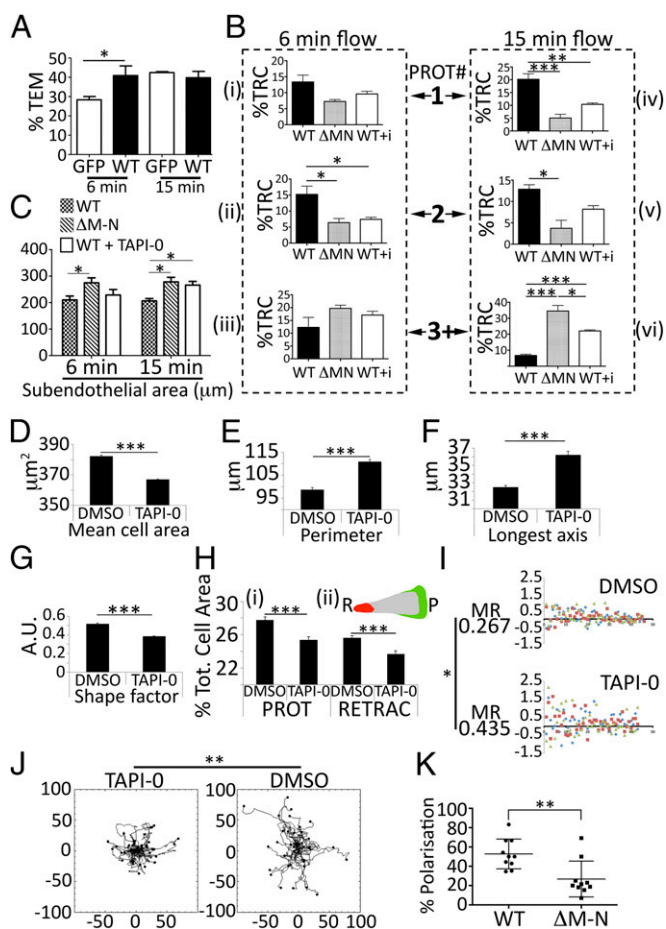 A
% TEM
50
40
30
20
10
0
*
GFP WT GFP WT
6 min 15 min
B
6 min flow 15 min flow
PROT#
(i)
%TRC
20
15
10
5
0
WT ΔMN WT+i
1
(iv)
%TRC
25
20
15
10
5
0
**
***
WT ΔMN WT+i
(ii)
%TRC
20
15
10
5
0
*
*
WT ΔMN WT+i
2
(v)
%TRC
20
15
10
5
0
*
WT ΔMN WT+i
(iii)
%TRC
25
20
15
10
5
0
WT ΔMN WT+i
3+
(vi)
%TRC
50
40
30
20
10
0
***
*** *
WT ΔMN WT+i
C
WT
ΔM-N
WT + TAPI-0
400
300
200
100
0
* * *
6 min 15 min
Subendothelial area (μm)
D
μm²
390
370
350
***
DMSO TAPI-0
Mean cell area
E
μm
115
105
95
***
DMSO TAPI-0
Perimeter
F
μm
37
35
33
31
***
DMSO TAPI-0
Longest axis
G
A.U.
0.6
0.4
0.2
0
***
DMSO TAPI-0
Shape factor
H
% Tot. Cell Area
30
26
22
(i) (ii)
R P
*** ***
DMSO TAPI-0 DMSO TAPI-0
PROT RETRAC
I
DMSO
MR
0.267
2.5
1.5
0.5
-0.5
-1.5
*
TAPI-0
MR
0.435
2.5
1.5
0.5
-0.5
-1.5
J
**
TAPI-0 DMSO
100
50
0
-50
-100
-50 0 50
100
50
0
-50
-100
-50 0 50 100
K
% Polarisation
100
80
60
40
20
0
**
WT ΔM-N